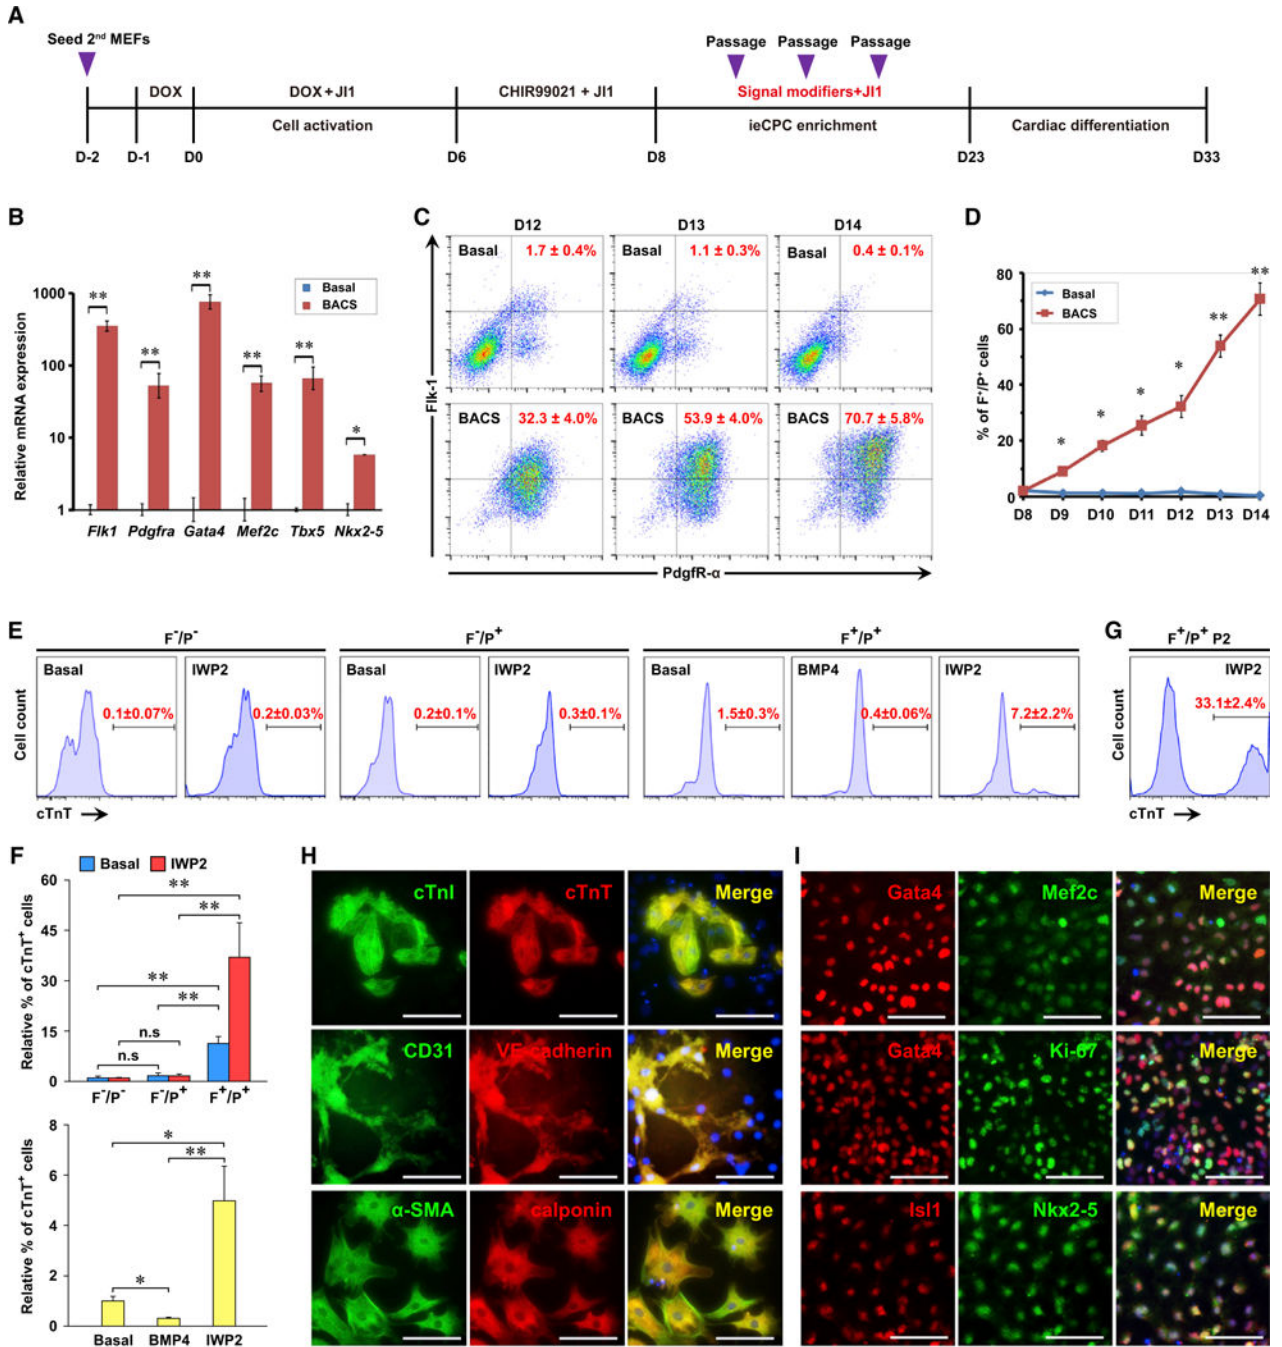 A
Seed 2nd MEFs
Passage Passage Passage
DOX DOX+JI1 CHIR99021 + JI1 Signal modifiers+JI1
Cell activation ieCPC enrichment Cardiac differentiation
D-2 D-1 D0 D6 D8 D23 D33
B
Basal
BACS
Relative mRNA expression
1000
100
10
1
** ** ** ** ** *
Flk1 Pdgfra Gata4 Mef2c Tbx5 Nkx2-5
C
D12 D13 D14
Basal 1.7 ± 0.4% Basal 1.1 ± 0.3% Basal 0.4 ± 0.1%
BACS 32.3 ± 4.0% BACS 53.9 ± 4.0% BACS 70.7 ± 5.8%
Flk-1
PdgfR-α
D
Basal
BACS
% of F+/P+ cells
80
60
40
20
0
* * * * ** **
D8 D9 D10 D11 D12 D13 D14
E
F-/P- F-/P+ F+/P+
Basal IWP2 Basal IWP2 Basal BMP4 IWP2
0.1±0.07% 0.2±0.03% 0.2±0.1% 0.3±0.1% 1.5±0.3% 0.4±0.06% 7.2±2.2%
Cell count
cTnT
G
F+/P+ P2
IWP2
33.1±2.4%
Cell count
cTnT
F
Basal IWP2
Relative % of cTnT+ cells
60
45
30
15
0
**
**
**
**
n.s
n.s
F-/P- F-/P+ F+/P+
Relative % of cTnT+ cells
8
6
4
2
0
*
**
*
Basal BMP4 IWP2
H
cTnI cTnT Merge
CD31 VE-cadherin Merge
α-SMA calponin Merge
I
Gata4 Mef2c Merge
Gata4 Ki-67 Merge
Isl1 Nkx2-5 Merge